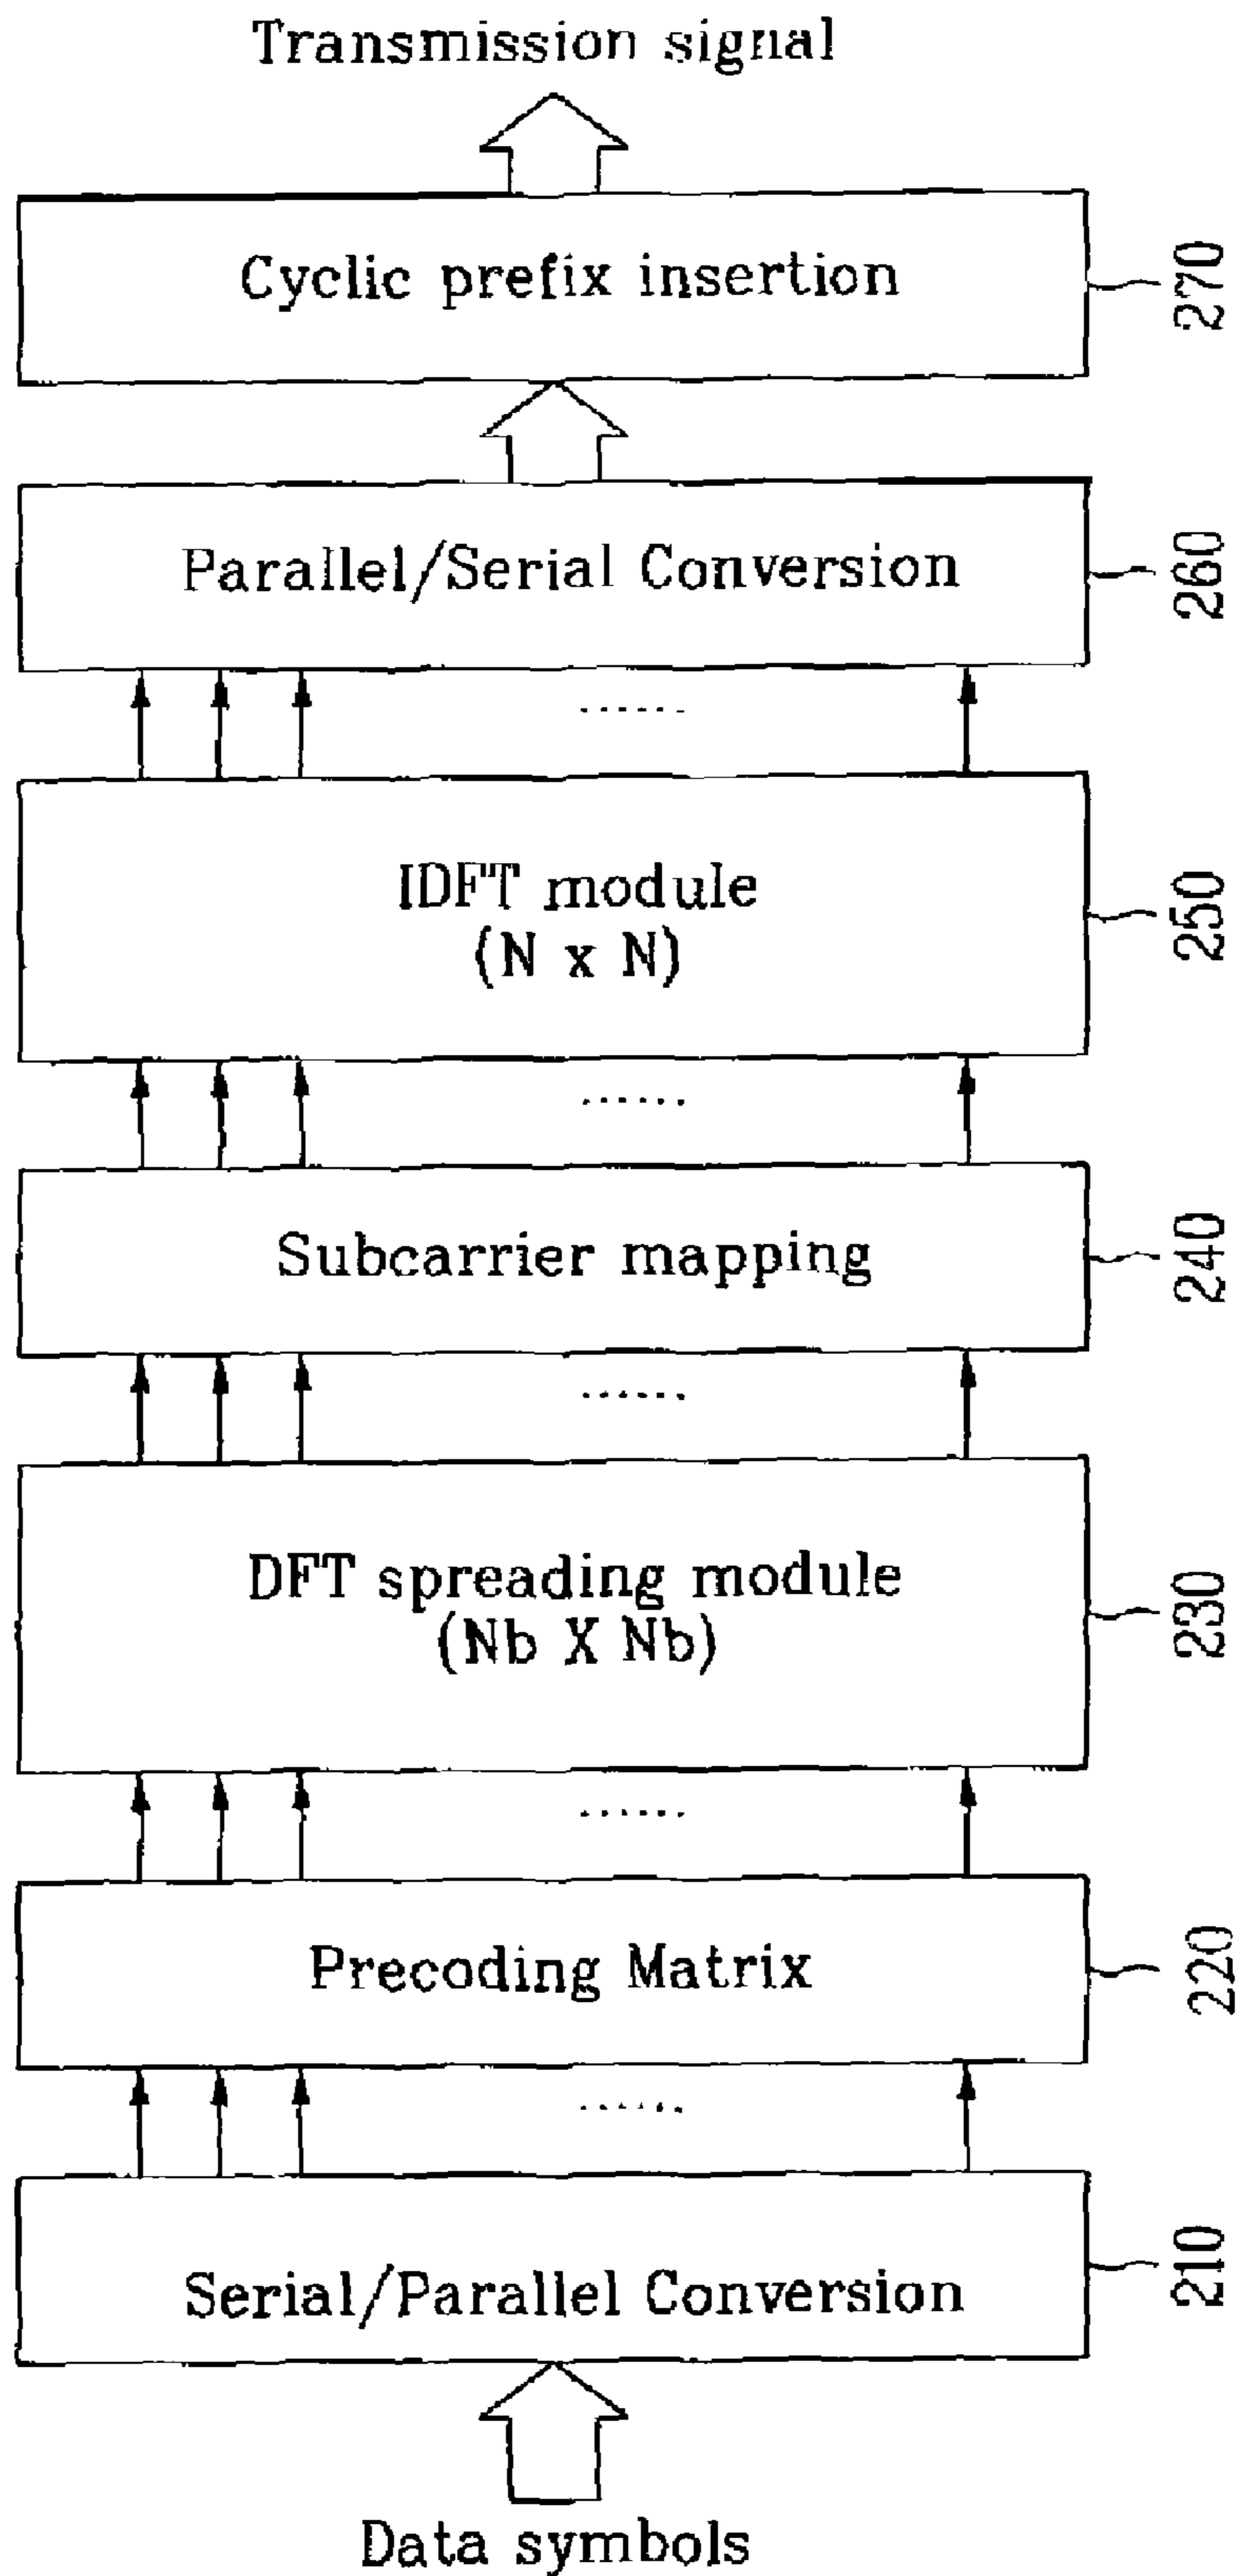 Transmission signal
Cyclic prefix insertion
270
Parallel/Serial Conversion
260
IDFT module
(N x N)
250
Subcarrier mapping
240
DFT spreading module
(Nb X Nb)
230
Precoding Matrix
220
Serial/Parallel Conversion
210
Data symbols